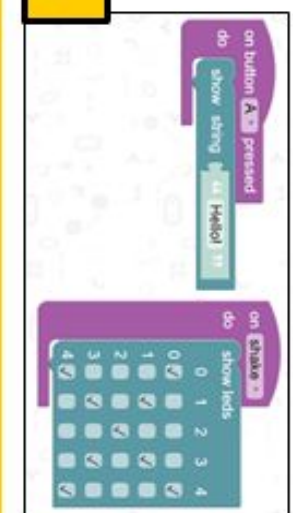 on button A pressed
do
show string “ Hello! ”
on shake
do
show leds
0 1 2 3 4
0
1
2
3
4